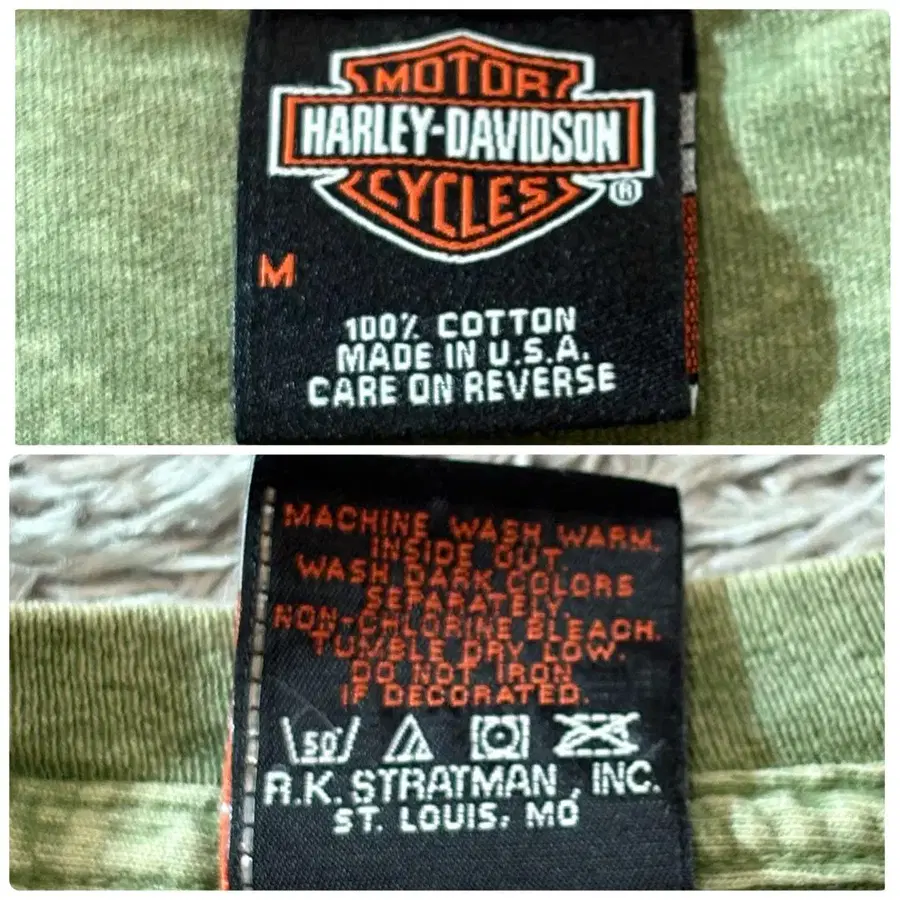 MOTOR
HARLEY-DAVIDSON
CYCLES
®
M
100% COTTON
MADE IN U.S.A.
CARE ON REVERSE
MACHINE WASH WARM.
INSIDE OUT.
WASH DARK COLORS
SEPARATELY.
NON-CHLORINE BLEACH.
TUMBLE DRY LOW.
DO NOT IRON
IF DECORATED.
50°
R.K. STRATMAN, INC.
ST. LOUIS, MO